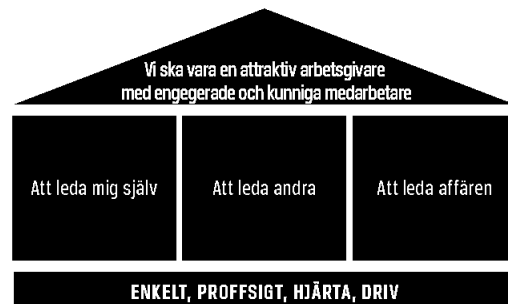 Vi ska vara en attraktiv arbetsgivare
med engegerade och kunniga medarbetare
Att leda mig själv
Att leda andra
Att leda affären
ENKELT, PROFFSIGT, HJÄRTA, DRIV